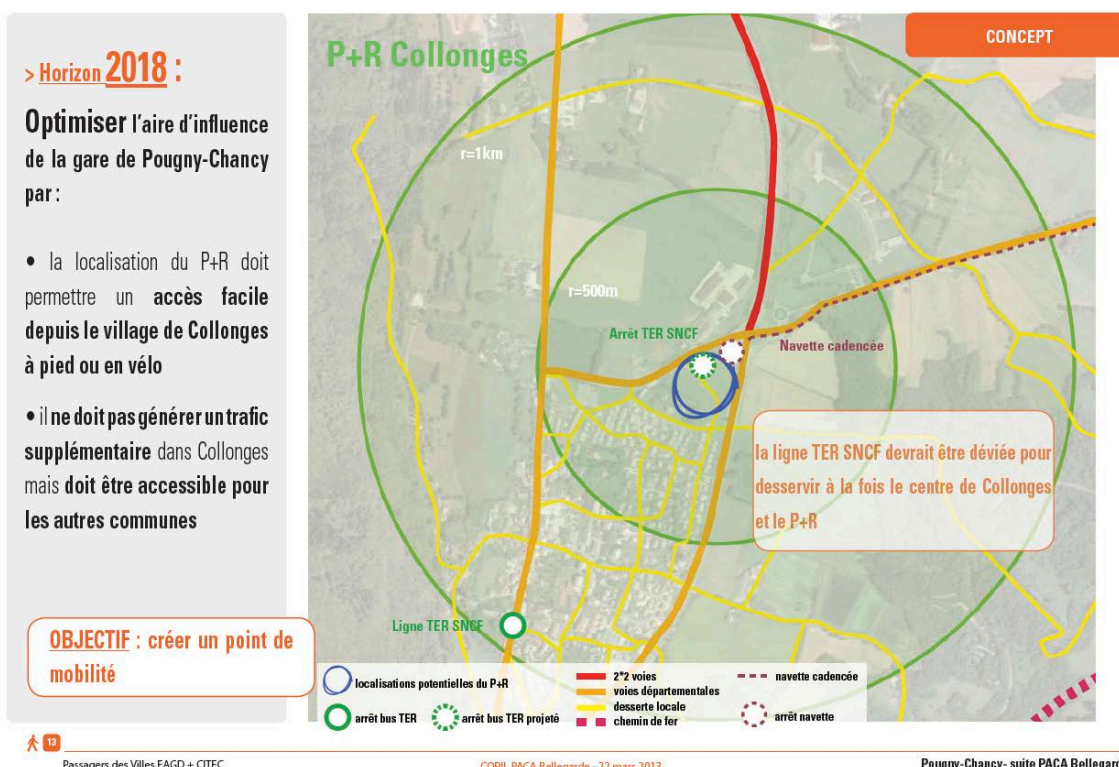 > Horizon 2018 :
Optimiser l'aire d'influence
de la gare de Pougny-Chancy
par :
• la localisation du P+R doit
permettre un accès facile
depuis le village de Collonges
à pied ou en vélo
• il ne doit pas générer un trafic
supplémentaire dans Collonges
mais doit être accessible pour
les autres communes
OBJECTIF : créer un point de
mobilité
CONCEPT
P+R Collonges
r=1km
r=500m
Arrêt TER SNCF
Navette cadencée
la ligne TER SNCF devrait être déviée pour
desservir à la fois le centre de Collonges
et le P+R
Ligne TER SNCF
localisations potentielles du P+R
arrêt bus TER
arrêt bus TER projeté
2*2 voies
voies départementales
desserte locale
chemin de fer
navette cadencée
arrêt navette
13
Passagers des Villes EAGD + CITEC
COPIL PACA Bellegarde - 22 mars 2013
Pougny-Chancy- suite PACA Bellegard